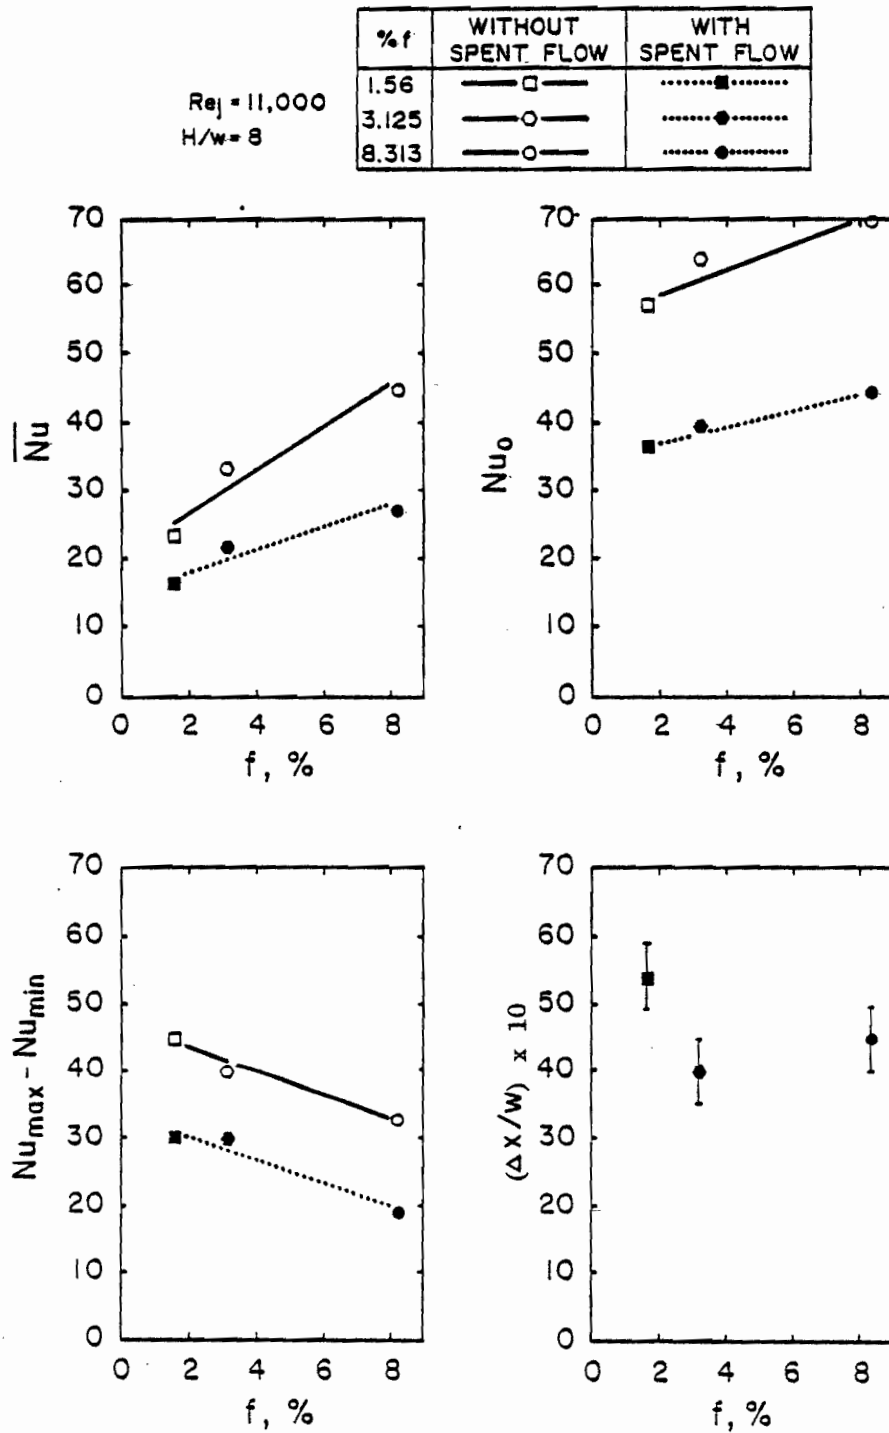 %f WITHOUT SPENT FLOW WITH SPENT FLOW
1.56
3.125
8.313
Rej = 11,000
H/w = 8
70
60
50
40
30
20
10
0
0 2 4 6 8
N̅u̅
f, %
70
60
50
40
30
20
10
0
0 2 4 6 8
Nu₀
f, %
70
60
50
40
30
20
10
0
0 2 4 6 8
Nu_max - Nu_min
f, %
70
60
50
40
30
20
10
0
0 2 4 6 8
(ΔX/W) x 10
f, %